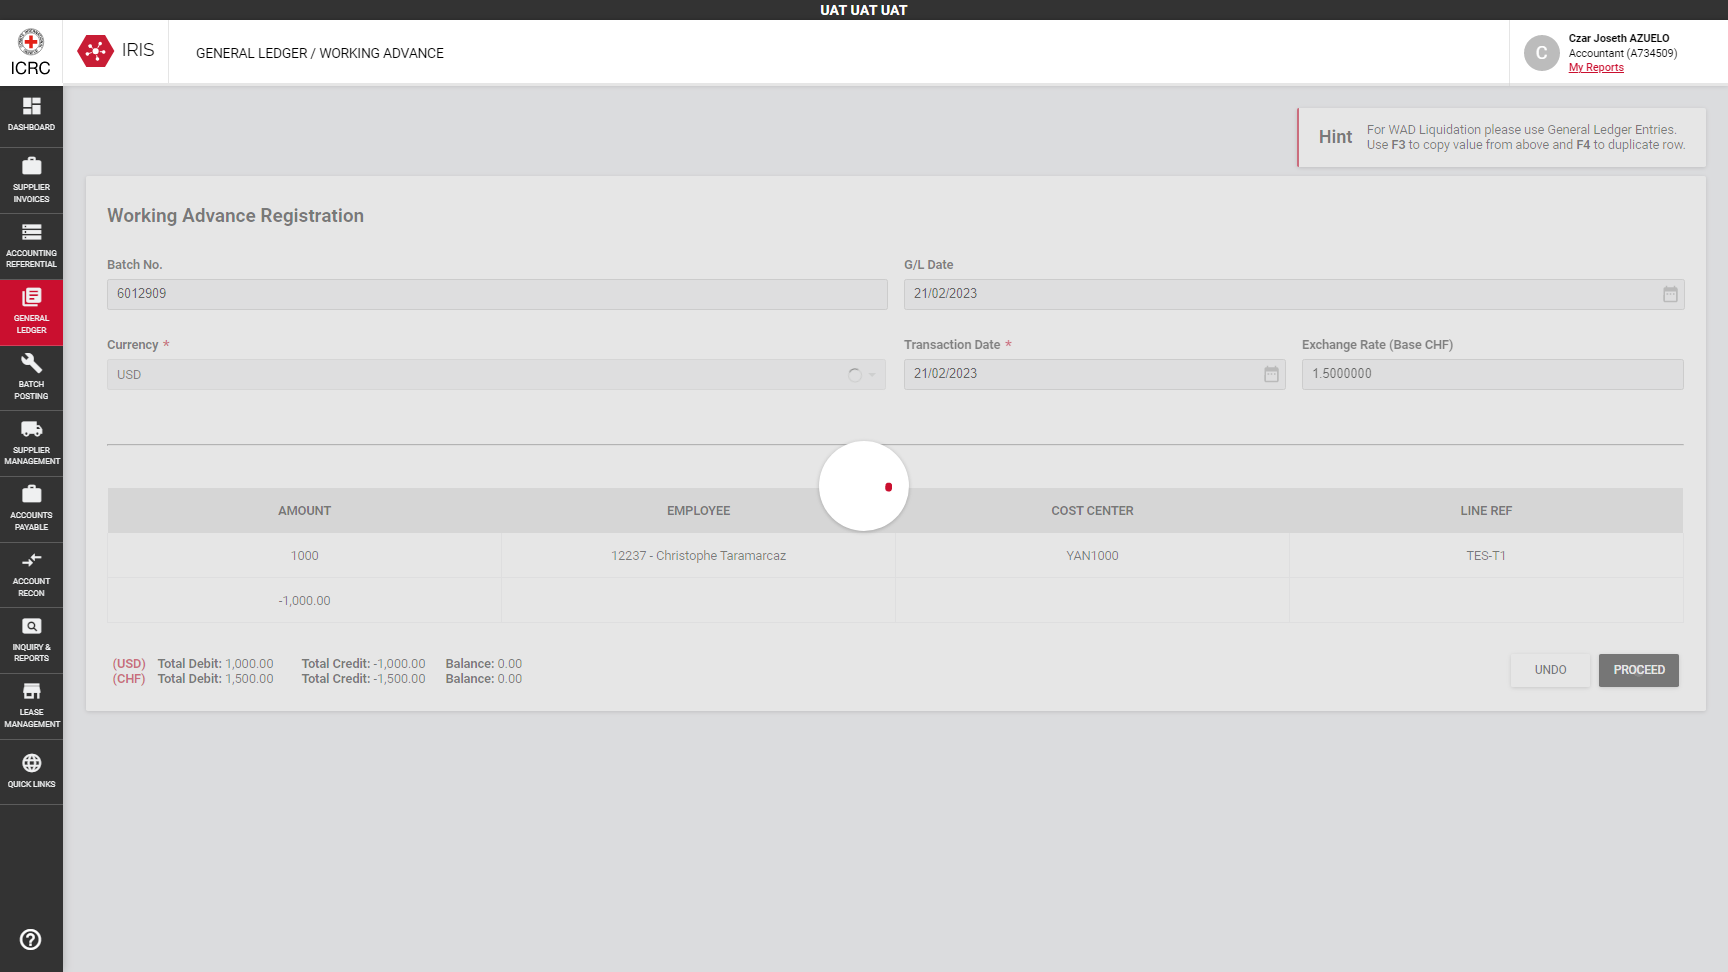 UAT UAT UAT
ICRC
IRIS
GENERAL LEDGER / WORKING ADVANCE
C
Czar Joseth AZUELO
Accountant (A734509)
My Reports
DASHBOARD
SUPPLIER
INVOICES
ACCOUNTING
REFERENTIAL
GENERAL
LEDGER
BATCH
POSTING
SUPPLIER
MANAGEMENT
ACCOUNTS
PAYABLE
ACCOUNT
RECON
INQUIRY &
REPORTS
LEASE
MANAGEMENT
QUICK LINKS
Hint
For WAD Liquidation please use General Ledger Entries.
Use F3 to copy value from above and F4 to duplicate row.
Working Advance Registration
Batch No.
6012909
G/L Date
21/02/2023
Currency *
USD
Transaction Date *
21/02/2023
Exchange Rate (Base CHF)
1.5000000
AMOUNT EMPLOYEE COST CENTER LINE REF
1000 12237 - Christophe Taramarcaz YAN1000 TES-T1
-1,000.00
(USD) Total Debit: 1,000.00 Total Credit: -1,000.00 Balance: 0.00
(CHF) Total Debit: 1,500.00 Total Credit: -1,500.00 Balance: 0.00
UNDO
PROCEED